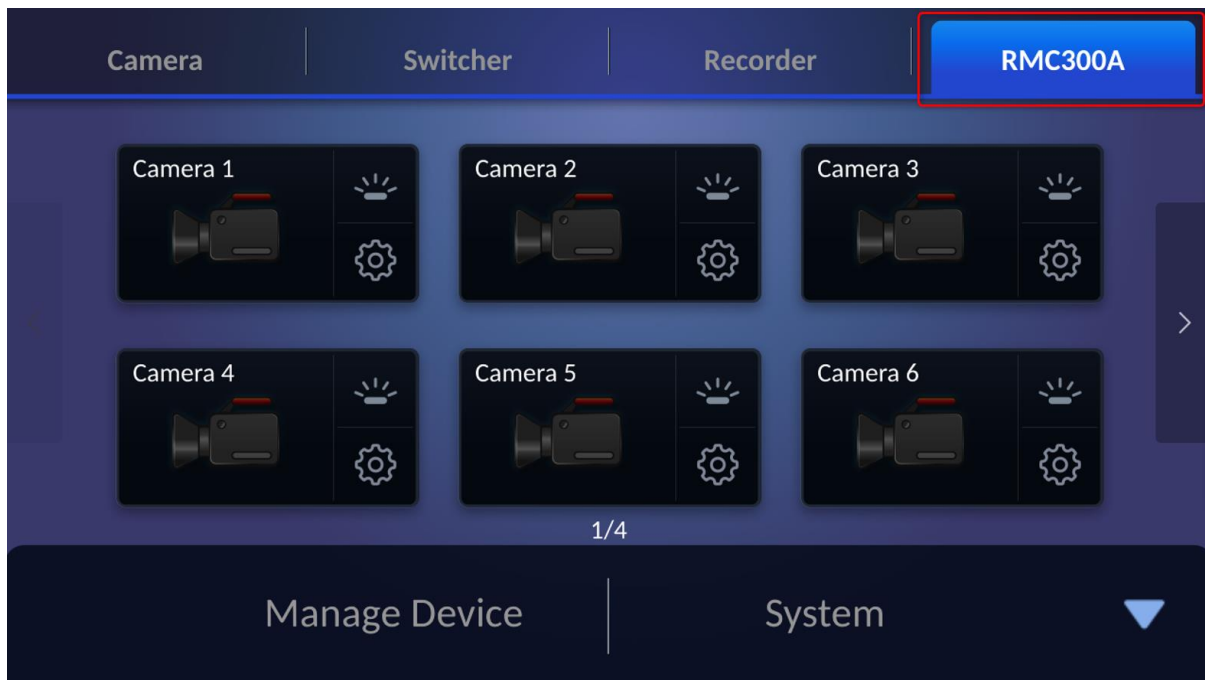 Camera Switcher Recorder RMC300A
Camera 1 Camera 2 Camera 3
Camera 4 Camera 5 Camera 6
1/4
Manage Device System